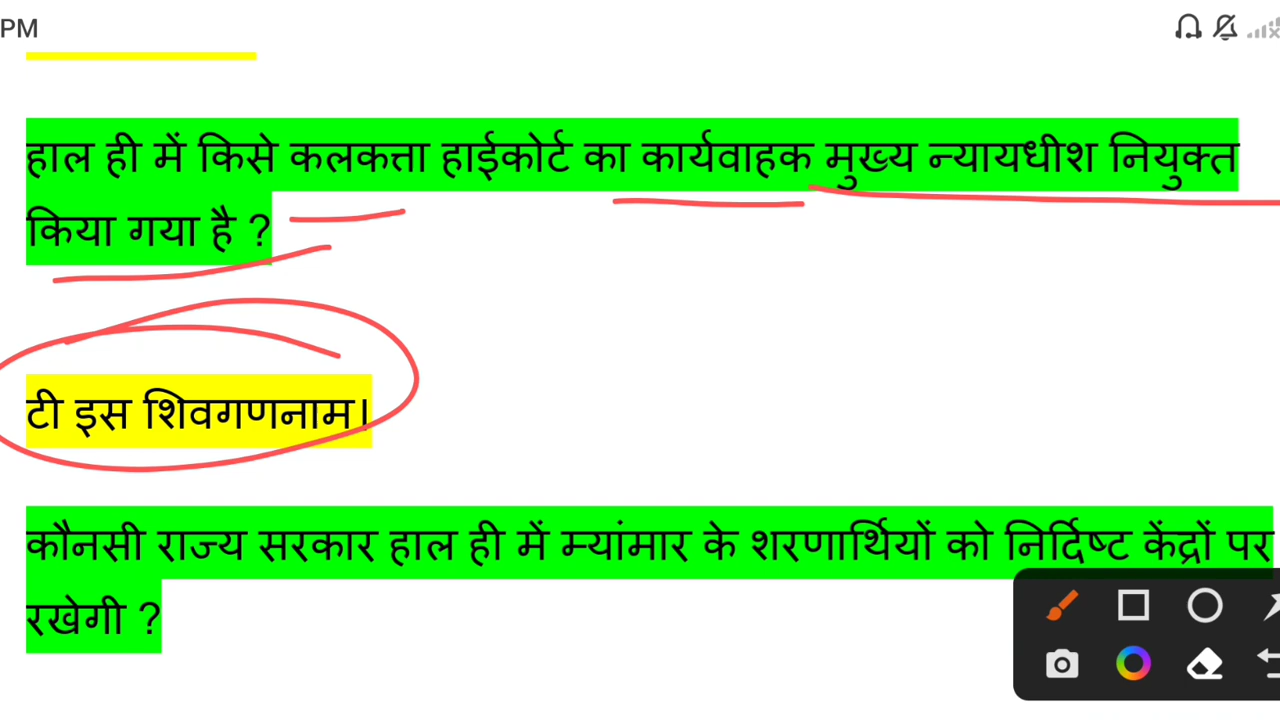 PM
हाल ही में किसे कलकत्ता हाईकोर्ट का कार्यवाहक मुख्य न्यायधीश नियुक्त
किया गया है ?
टी इस शिवगणनाम।
कौनसी राज्य सरकार हाल ही में म्यांमार के शरणार्थियों को निर्दिष्ट केंद्रों पर
रखेगी ?